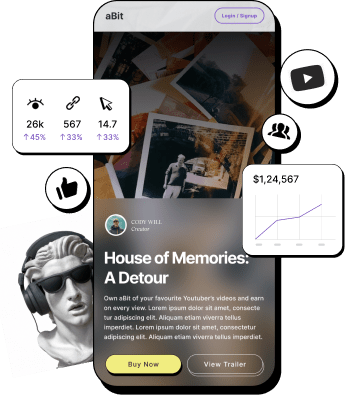 aBit
Login / Signup
26k 567 14.7
↑45% ↑33% ↑33%
$1,24,567
CODY WILL
Creator
House of Memories:
A Detour
Own aBit of your favourite Youtuber's videos and earn
on every view. Lorem ipsum dolor sit amet, consecte
tur adipiscing elit. Aliquam etiam viverra tellus
imperdiet. Lorem ipsum dolor sit amet, consectetur
adipiscing elit. Aliquam etiam viverra tellus
imperdiet.
Buy Now
View Trailer